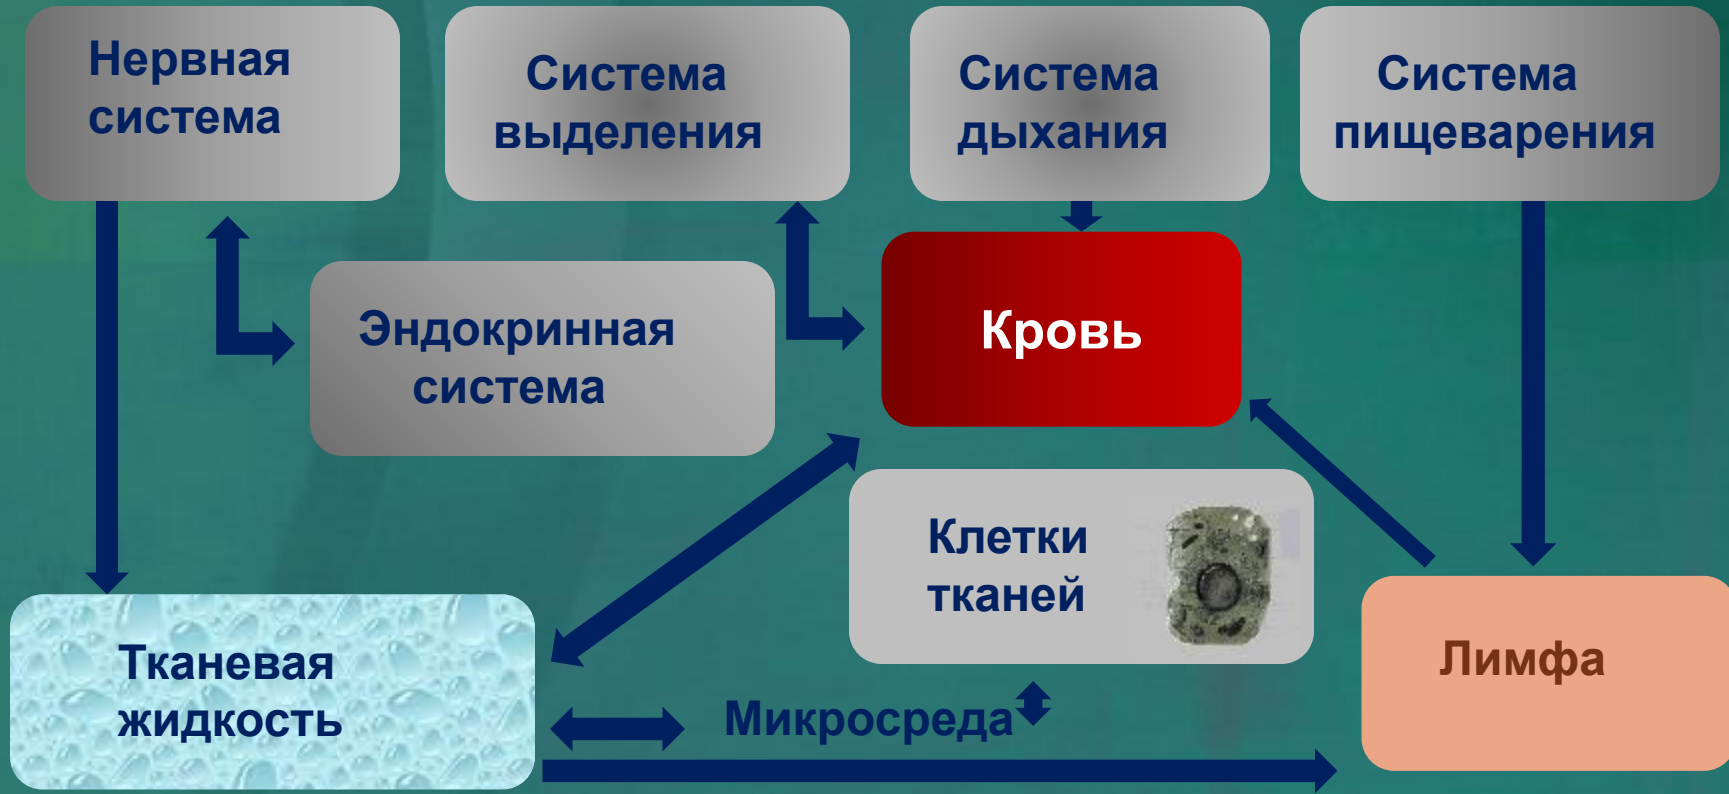 Нервная
система
Система
выделения
Система
дыхания
Система
пищеварения
Эндокринная
система
Кровь
Клетки
тканей
Тканевая
жидкость
Микросреда
Лимфа